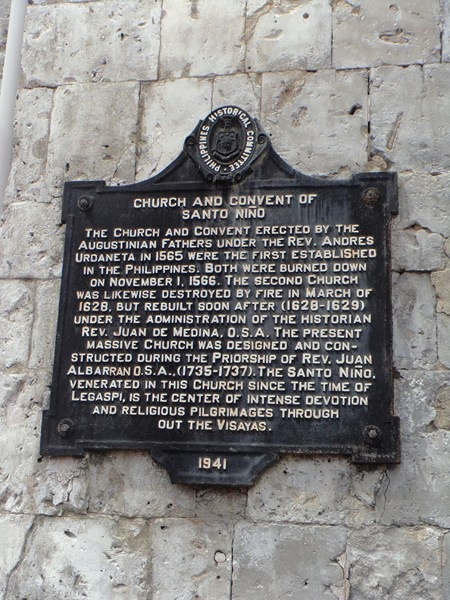 PHILIPPINES HISTORICAL COMMITTEE
CHURCH AND CONVENT OF
SANTO NIÑO
THE CHURCH AND CONVENT ERECTED BY THE
AUGUSTINIAN FATHERS UNDER THE REV. ANDRES
URDANETA IN 1565 WERE THE FIRST ESTABLISHED
IN THE PHILIPPINES. BOTH WERE BURNED DOWN
ON NOVEMBER 1, 1566. THE SECOND CHURCH
WAS LIKEWISE DESTROYED BY FIRE IN MARCH OF
1628, BUT REBUILT SOON AFTER (1628-1629)
UNDER THE ADMINISTRATION OF THE HISTORIAN
REV. JUAN DE MEDINA, O.S.A. THE PRESENT
MASSIVE CHURCH WAS DESIGNED AND CON-
STRUCTED DURING THE PRIORSHIP OF REV. JUAN
ALBARRAN O.S.A., (1735-1737). THE SANTO NIÑO,
VENERATED IN THIS CHURCH SINCE THE TIME OF
LEGASPI, IS THE CENTER OF INTENSE DEVOTION
AND RELIGIOUS PILGRIMAGES THROUGH
OUT THE VISAYAS.
1941